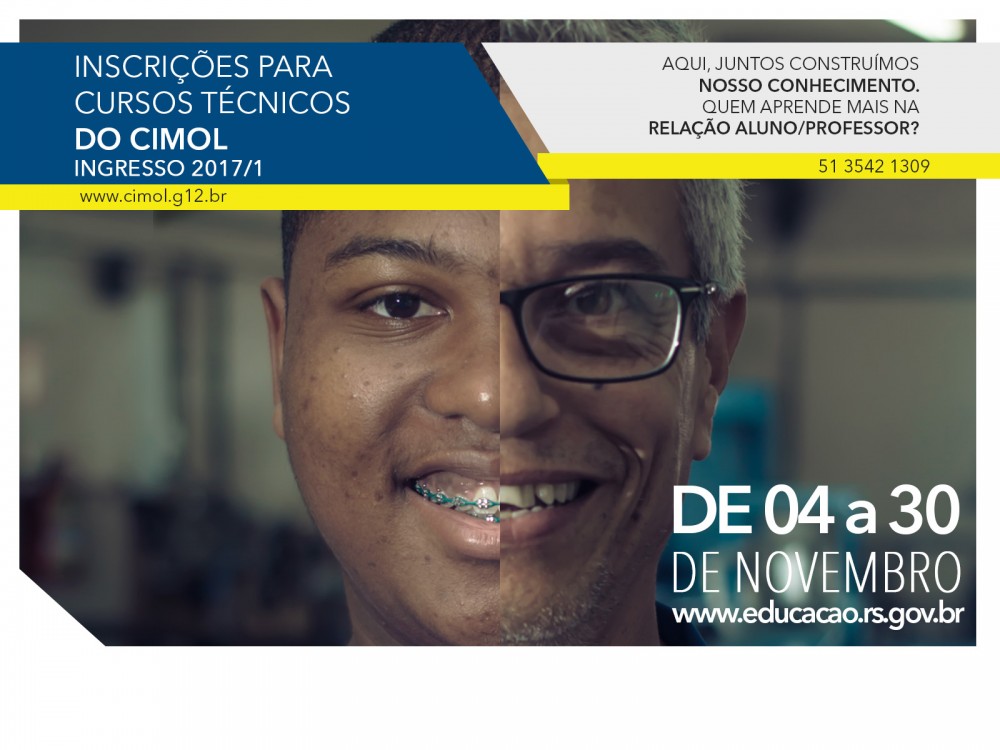 INSCRIÇÕES PARA
CURSOS TÉCNICOS
DO CIMOL
INGRESSO 2017/1
www.cimol.g12.br
AQUI, JUNTOS CONSTRUÍMOS
NOSSO CONHECIMENTO.
QUEM APRENDE MAIS NA
RELAÇÃO ALUNO/PROFESSOR?
51 3542 1309
DE 04 a 30
DE NOVEMBRO
www.educacao.rs.gov.br